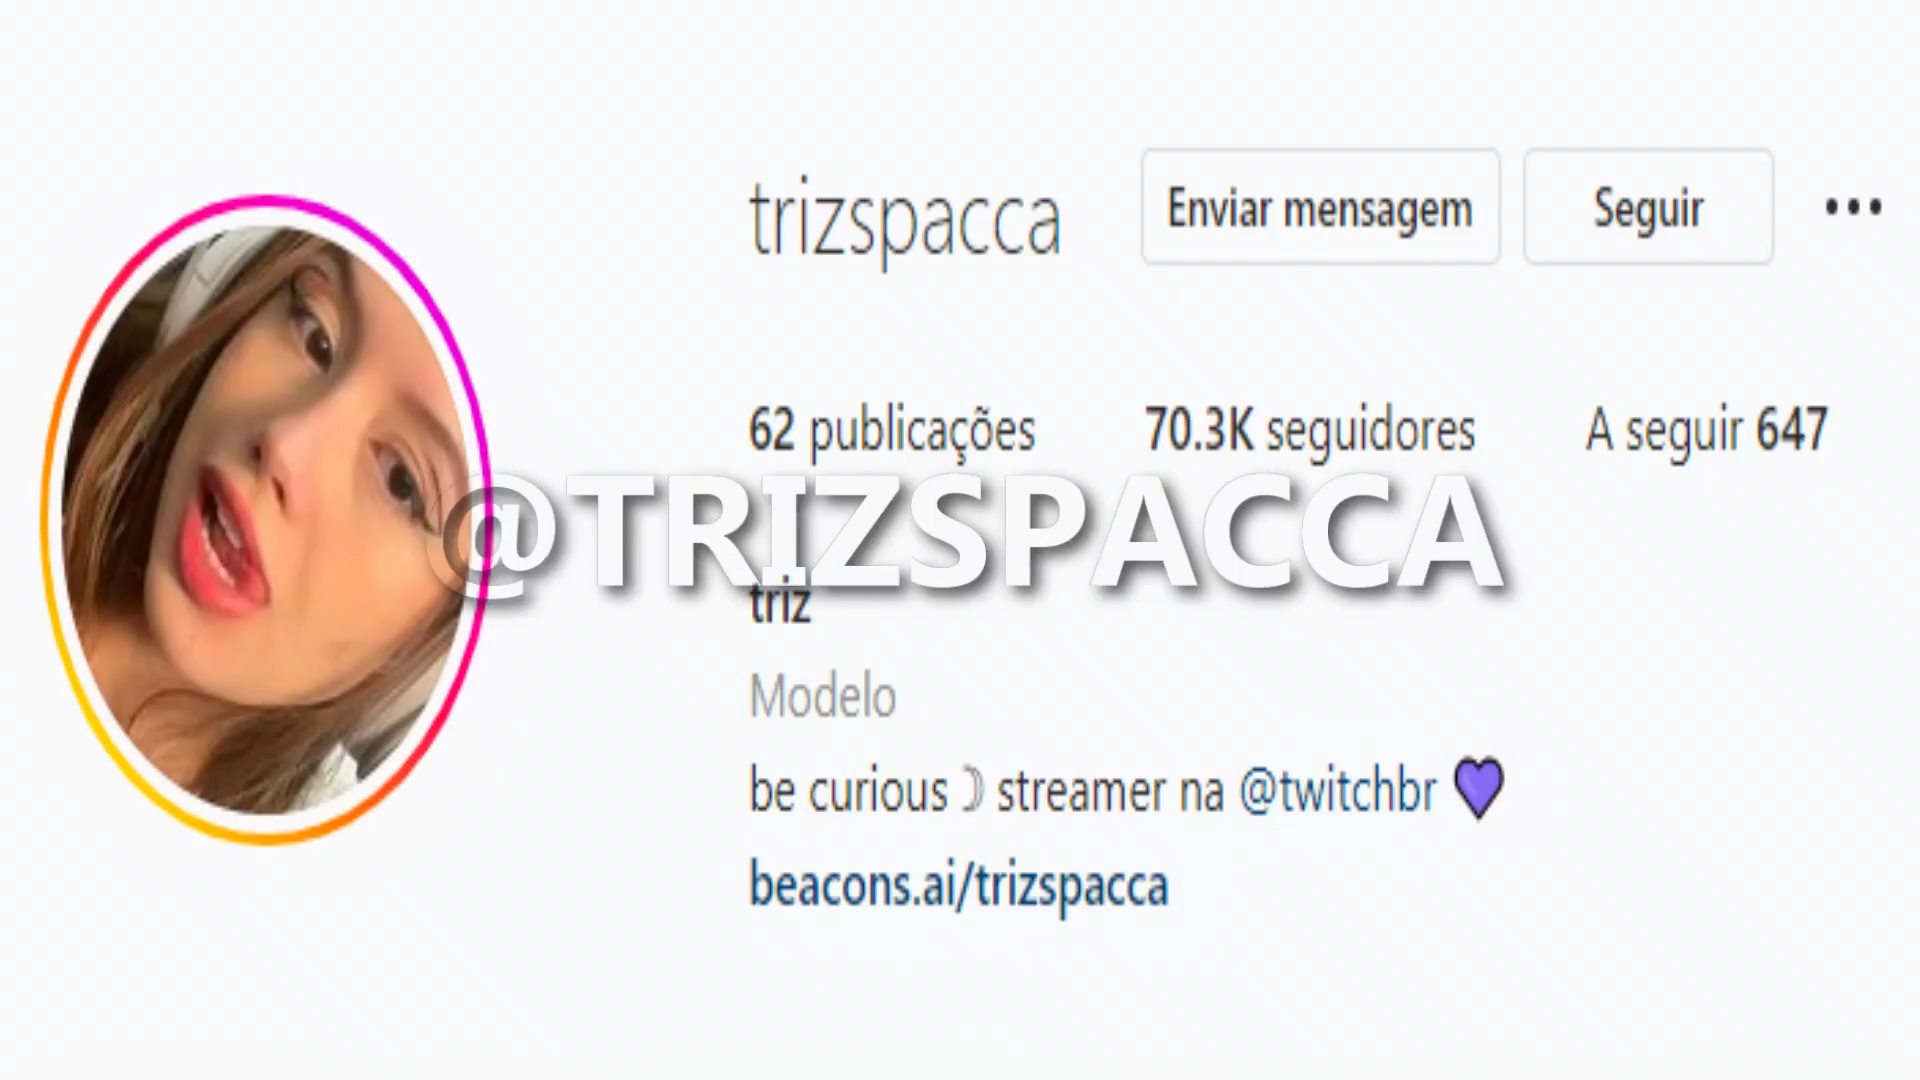 trizspacca Enviar mensagem Seguir
62 publicações 70.3K seguidores A seguir 647
@TRIZSPACCA
triz
Modelo
be curious ☽ streamer na @twitchbr 💜
beacons.ai/trizspacca